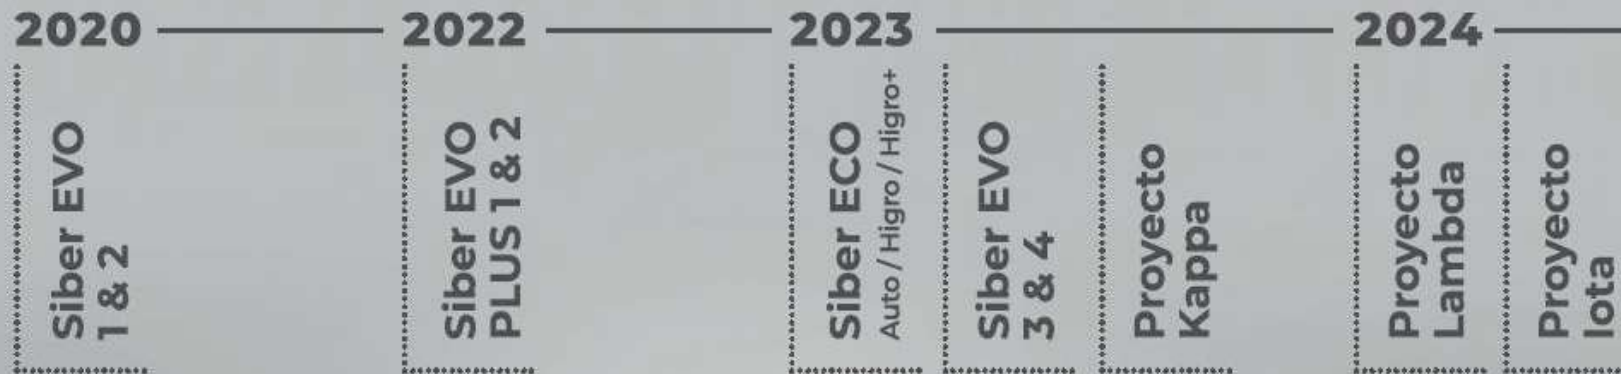 2020
2022
2023
2024
Siber EVO
1 & 2
Siber EVO
PLUS 1 & 2
Siber ECO
Auto / Higro / Higro+
Siber EVO
3 & 4
Proyecto
Kappa
Proyecto
Lambda
Proyecto
Iota